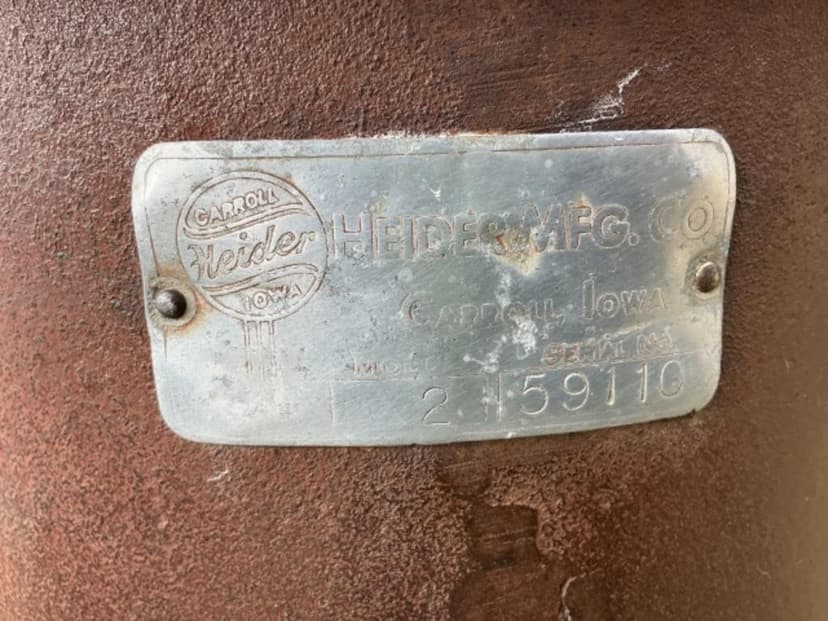 CARROLL
Heider
IOWA
HEIDER MFG. CO
CARROLL, IOWA
SERIAL NO.
2 159110